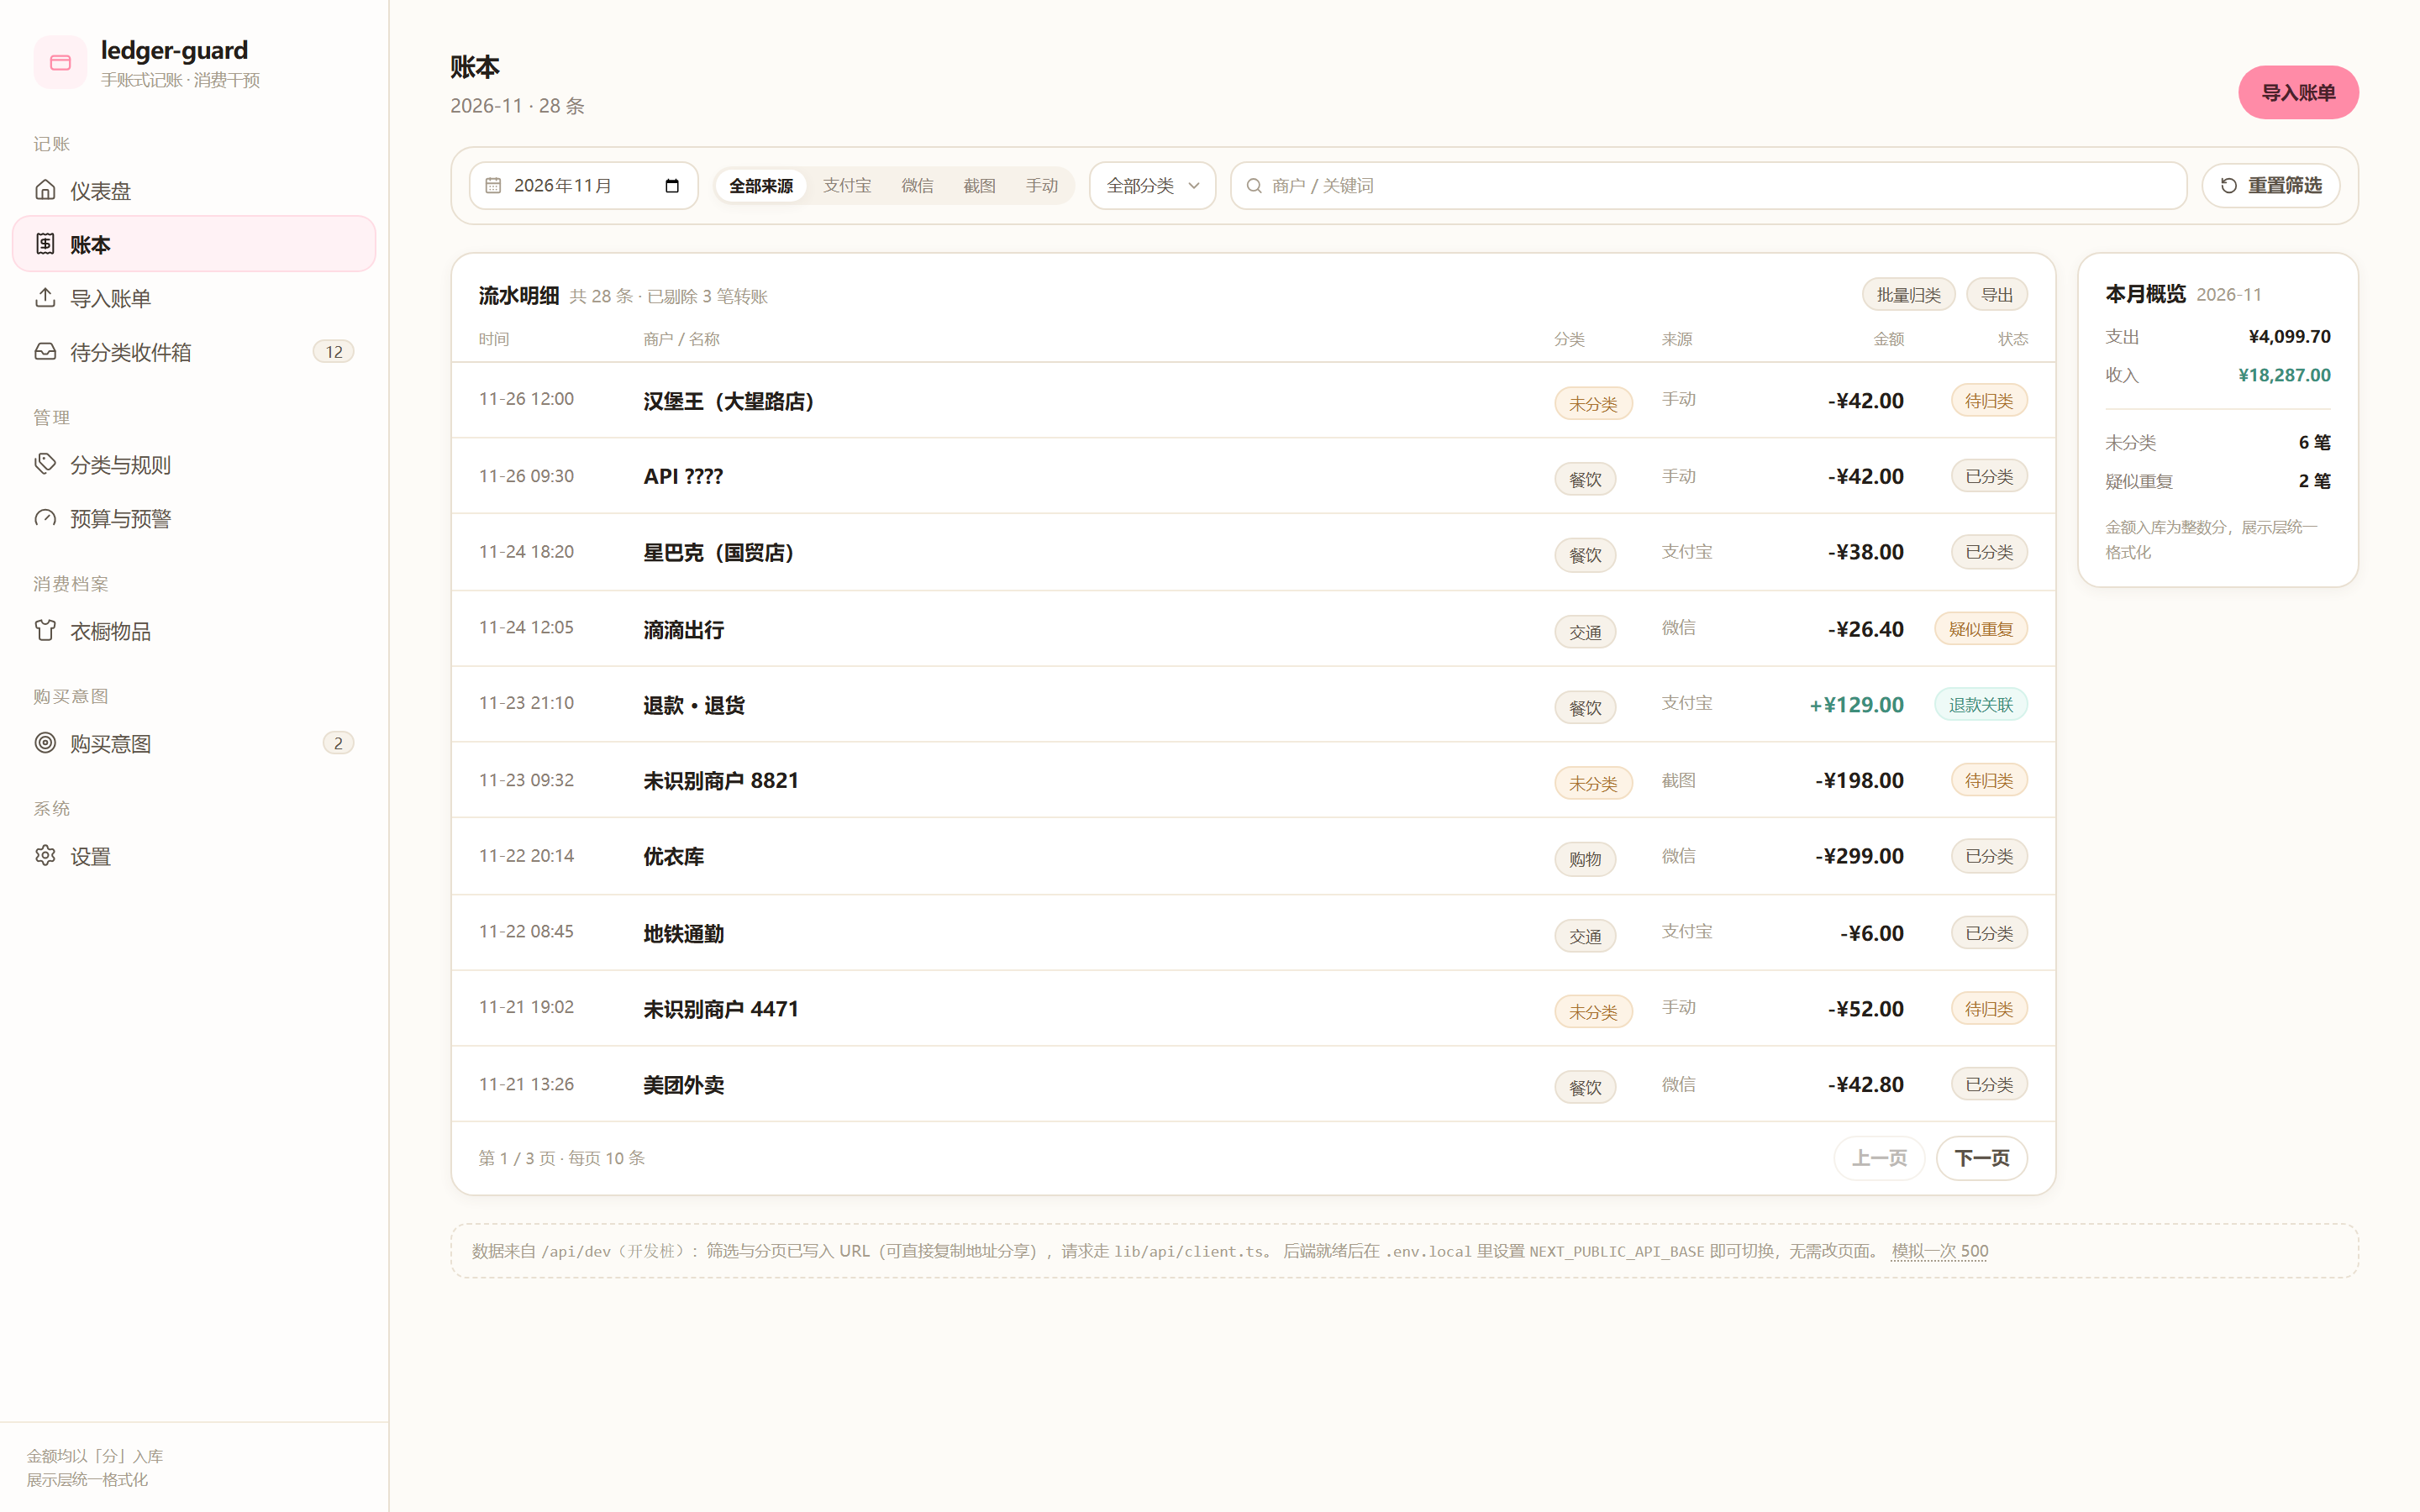 ledger-guard
手账式记账 · 消费干预
记账
仪表盘
账本
导入账单
待分类收件箱 12
管理
分类与规则
预算与预警
消费档案
衣橱物品
购买意图
购买意图 2
系统
设置
金额均以「分」入库
展示层统一格式化
账本
2026-11 · 28 条
导入账单
2026年11月 全部来源 支付宝 微信 截图 手动 全部分类 商户 / 关键词 重置筛选
流水明细 共 28 条 · 已剔除 3 笔转账 批量归类 导出
时间 商户 / 名称 分类 来源 金额 状态
11-26 12:00 汉堡王（大望路店） 未分类 手动 -¥42.00 待归类
11-26 09:30 API ???? 餐饮 手动 -¥42.00 已分类
11-24 18:20 星巴克（国贸店） 餐饮 支付宝 -¥38.00 已分类
11-24 12:05 滴滴出行 交通 微信 -¥26.40 疑似重复
11-23 21:10 退款・退货 餐饮 支付宝 +¥129.00 退款关联
11-23 09:32 未识别商户 8821 未分类 截图 -¥198.00 待归类
11-22 20:14 优衣库 购物 微信 -¥299.00 已分类
11-22 08:45 地铁通勤 交通 支付宝 -¥6.00 已分类
11-21 19:02 未识别商户 4471 未分类 手动 -¥52.00 待归类
11-21 13:26 美团外卖 餐饮 微信 -¥42.80 已分类
第 1 / 3 页 · 每页 10 条 上一页 下一页
本月概览 2026-11
支出 ¥4,099.70
收入 ¥18,287.00
未分类 6 笔
疑似重复 2 笔
金额入库为整数分，展示层统一
格式化
数据来自 /api/dev（开发桩）：筛选与分页已写入 URL（可直接复制地址分享），请求走 lib/api/client.ts。 后端就绪后在 .env.local 里设置 NEXT_PUBLIC_API_BASE 即可切换，无需改页面。 模拟一次 500